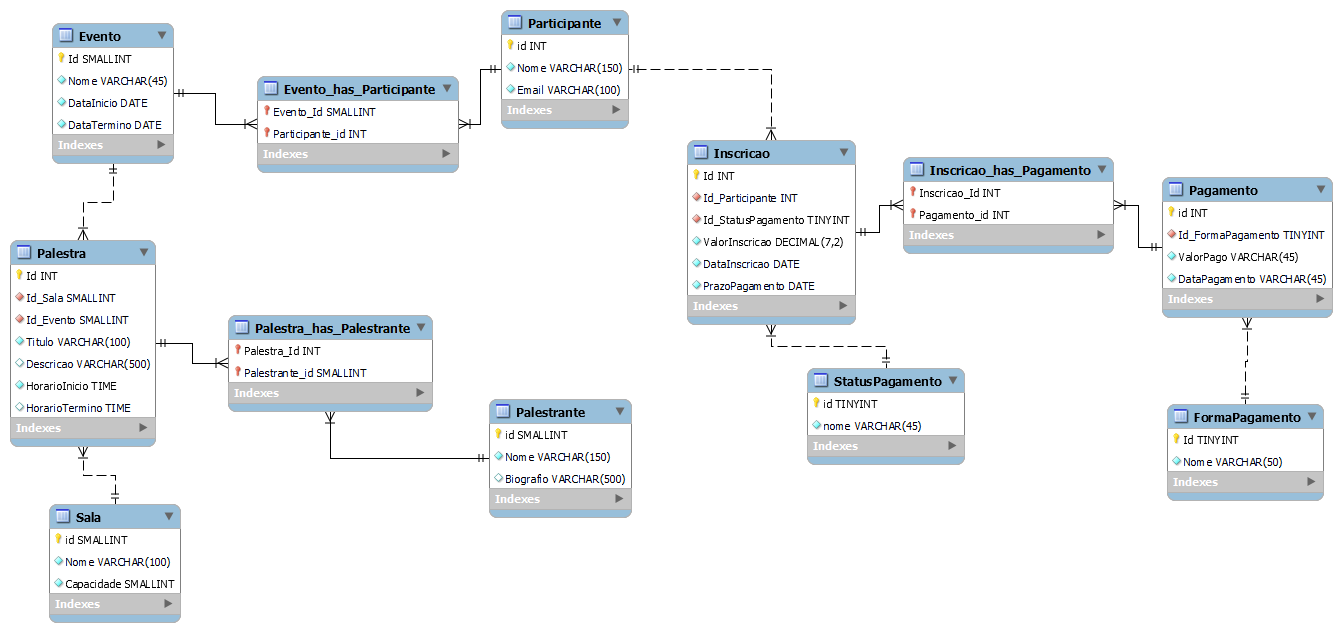 Evento
Id SMALLINT
Nome VARCHAR(45)
DataInicio DATE
DataTermino DATE
Indexes
Evento_has_Participante
Evento_Id SMALLINT
Participante_id INT
Indexes
Participante
id INT
Nome VARCHAR(150)
Email VARCHAR(100)
Indexes
Inscricao
Id INT
Id_Participante INT
Id_StatusPagamento TINYINT
ValorInscricao DECIMAL(7,2)
DataInscricao DATE
PrazoPagamento DATE
Indexes
Inscricao_has_Pagamento
Inscricao_Id INT
Pagamento_id INT
Indexes
Pagamento
id INT
Id_FormaPagamento TINYINT
ValorPago VARCHAR(45)
DataPagamento VARCHAR(45)
Indexes
Palestra
Id INT
Id_Sala SMALLINT
Id_Evento SMALLINT
Titulo VARCHAR(100)
Descricao VARCHAR(500)
HorarioInicio TIME
HorarioTermino TIME
Indexes
Palestra_has_Palestrante
Palestra_Id INT
Palestrante_id SMALLINT
Indexes
Palestrante
id SMALLINT
Nome VARCHAR(150)
Biografio VARCHAR(500)
Indexes
StatusPagamento
id TINYINT
nome VARCHAR(45)
Indexes
FormaPagamento
Id TINYINT
Nome VARCHAR(50)
Indexes
Sala
id SMALLINT
Nome VARCHAR(100)
Capacidade SMALLINT
Indexes